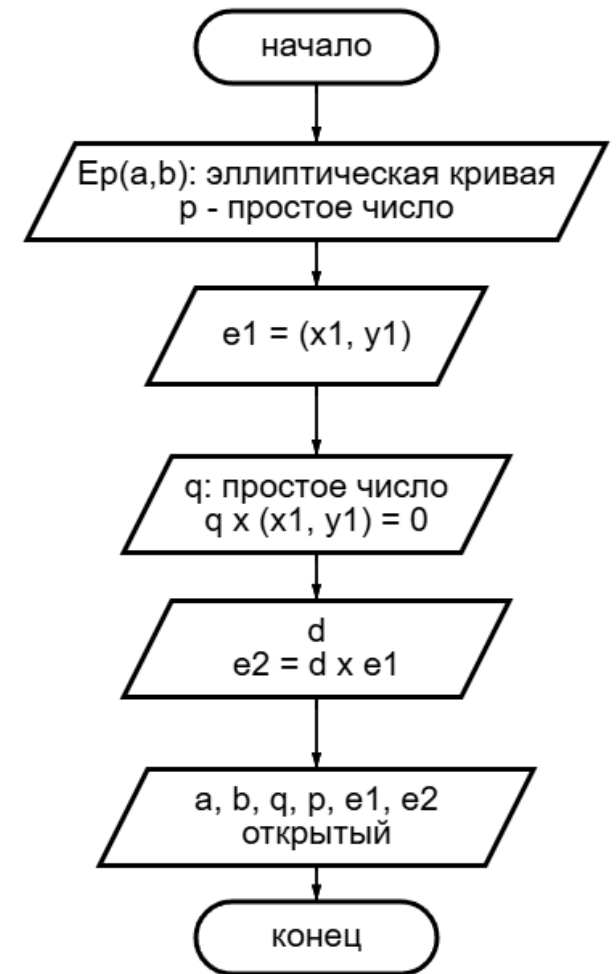 начало
Ep(a,b): эллиптическая кривая
p - простое число
e1 = (x1, y1)
q: простое число
q x (x1, y1) = 0
d
e2 = d x e1
a, b, q, p, e1, e2
открытый
конец